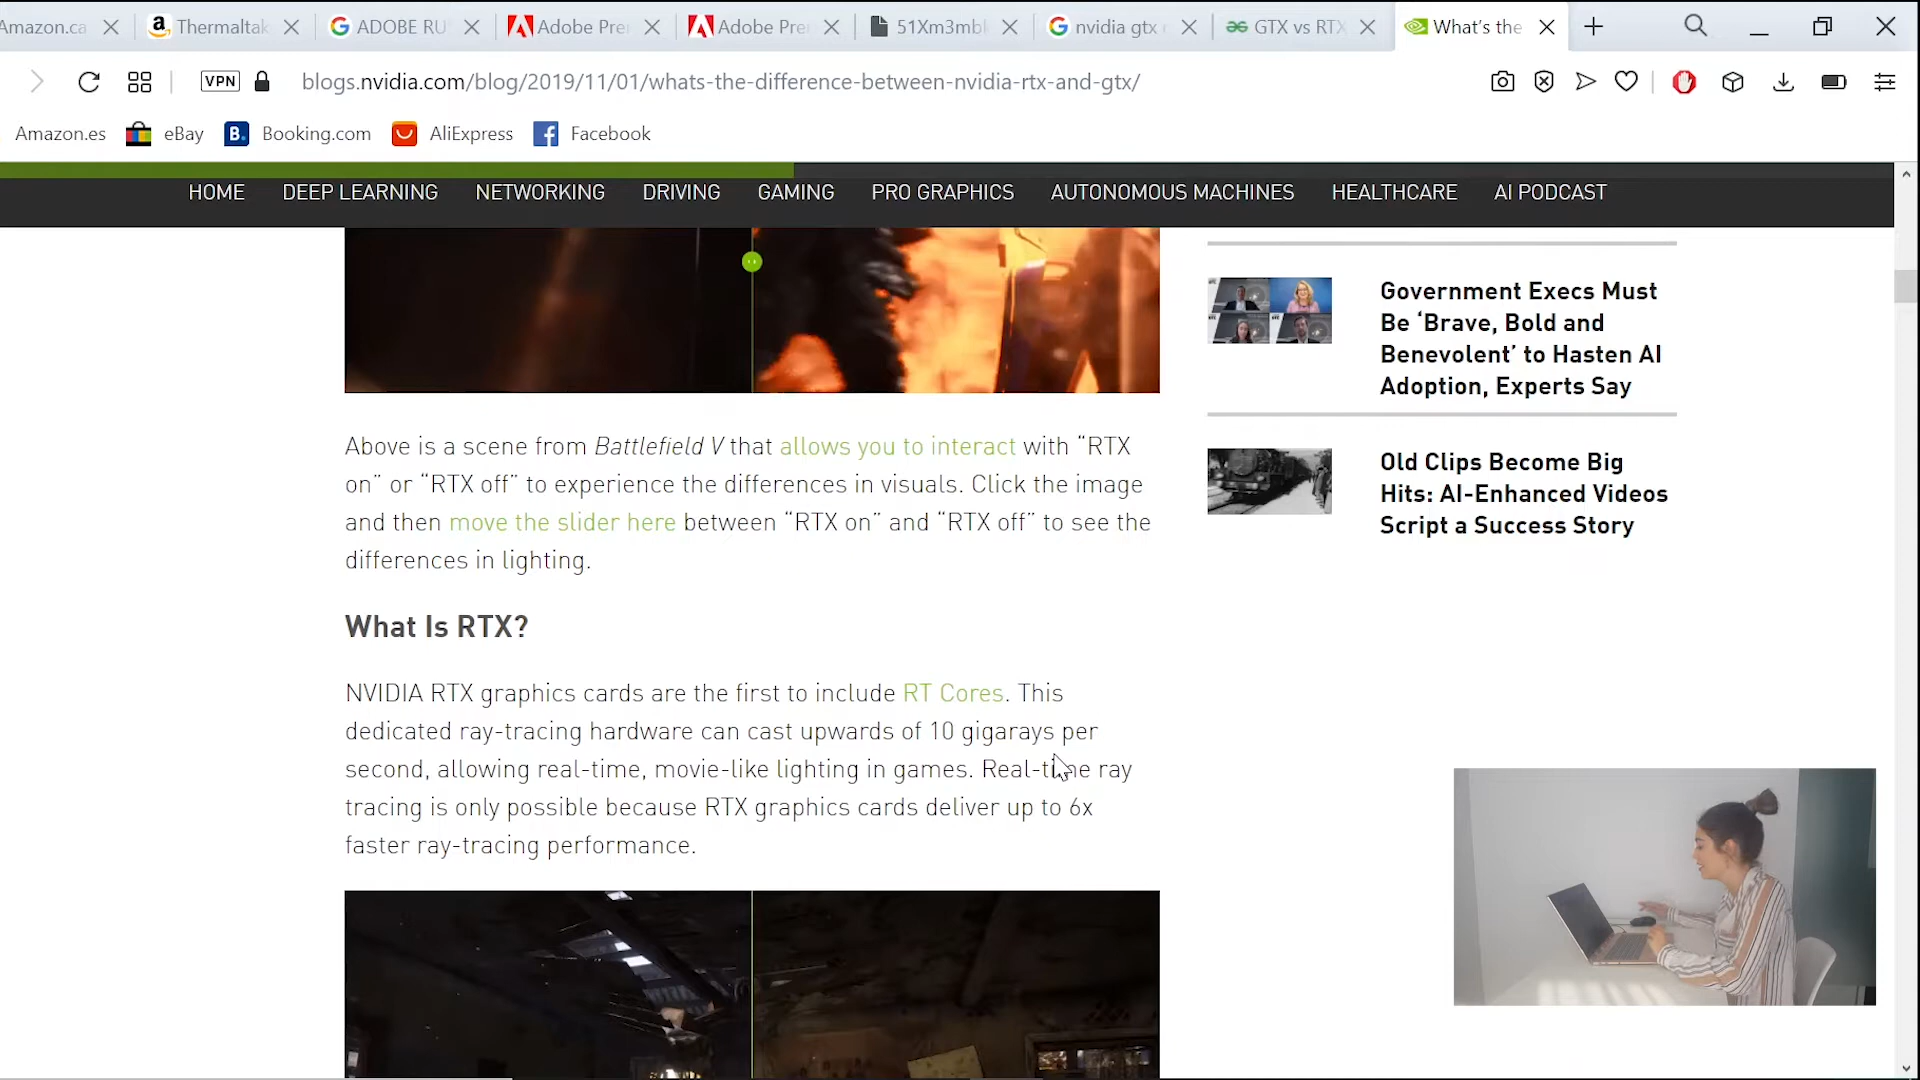 Amazon.ca
Thermaltak
ADOBE RU
Adobe Pre
Adobe Pre
51Xm3mbl
nvidia gtx
GTX vs RTX
What's the
VPN
blogs.nvidia.com/blog/2019/11/01/whats-the-difference-between-nvidia-rtx-and-gtx/
Amazon.es
eBay
B.
Booking.com
AliExpress
Facebook
HOME
DEEP LEARNING
NETWORKING
DRIVING
GAMING
PRO GRAPHICS
AUTONOMOUS MACHINES
HEALTHCARE
AI PODCAST
Above is a scene from Battlefield V that allows you to interact with “RTX
on” or “RTX off” to experience the differences in visuals. Click the image
and then move the slider here between “RTX on” and “RTX off” to see the
differences in lighting.
What Is RTX?
NVIDIA RTX graphics cards are the first to include RT Cores. This
dedicated ray-tracing hardware can cast upwards of 10 gigarays per
second, allowing real-time, movie-like lighting in games. Real-time ray
tracing is only possible because RTX graphics cards deliver up to 6x
faster ray-tracing performance.
Government Execs Must
Be ‘Brave, Bold and
Benevolent’ to Hasten AI
Adoption, Experts Say
Old Clips Become Big
Hits: AI-Enhanced Videos
Script a Success Story